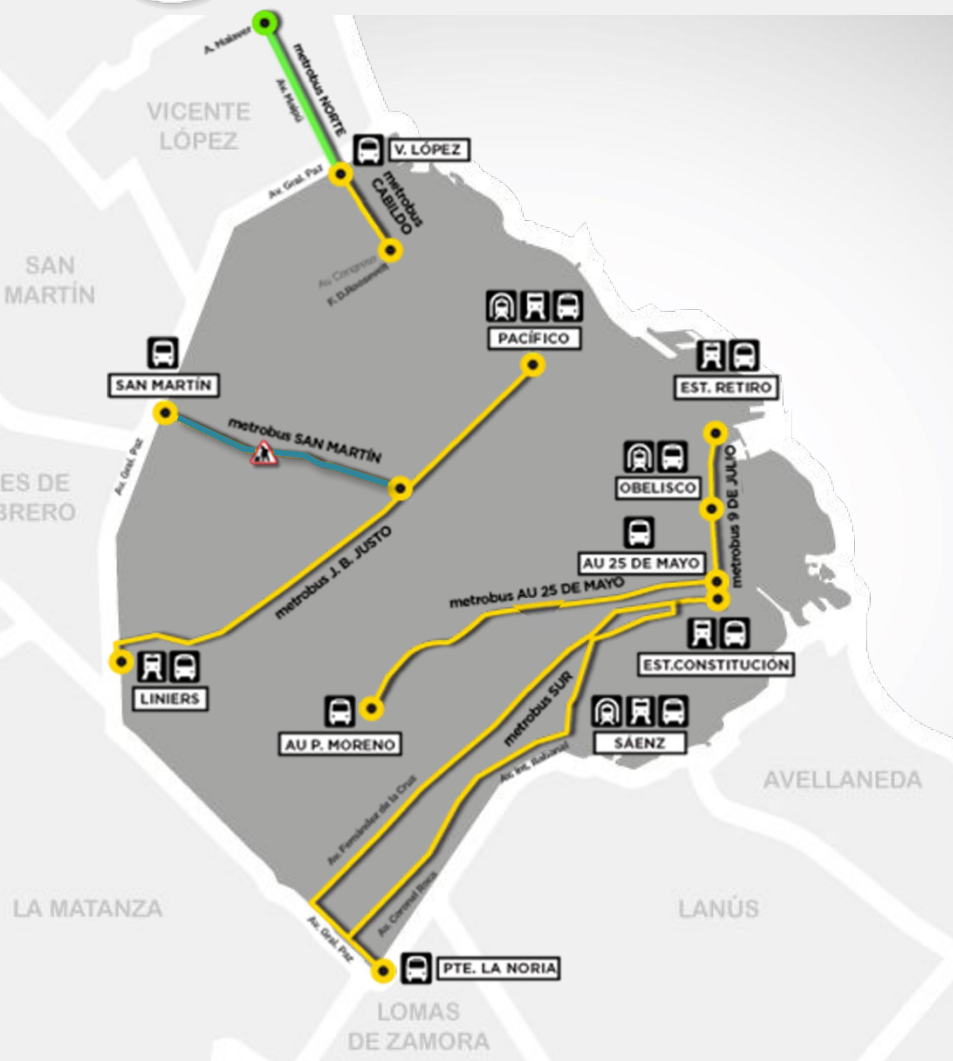 A. Malaver
metrobus NORTE
Av. Maipú
VICENTE
LÓPEZ
V. LÓPEZ
Av. Gral. Paz
metrobus
CABILDO
Av Congreso
F. D. Roosevelt
SAN
MARTÍN
PACÍFICO
SAN MARTÍN
EST. RETIRO
metrobus SAN MARTÍN
Av. Gral. Paz
OBELISCO
metrobus 9 DE JULIO
ES DE
BRERO
AU 25 DE MAYO
metrobus J. B. JUSTO
metrobus AU 25 DE MAYO
EST.CONSTITUCIÓN
LINIERS
metrobus SUR
AU P. MORENO
SÁENZ
Av. Int. Rabanal
AVELLANEDA
Av. Fernández de la Cruz
LA MATANZA
Av. Coronel Roca
LANÚS
Av. Gral. Paz
PTE. LA NORIA
LOMAS
DE ZAMORA